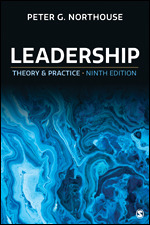 PETER G. NORTHOUSE
LEADERSHIP
THEORY & PRACTICE • NINTH EDITION